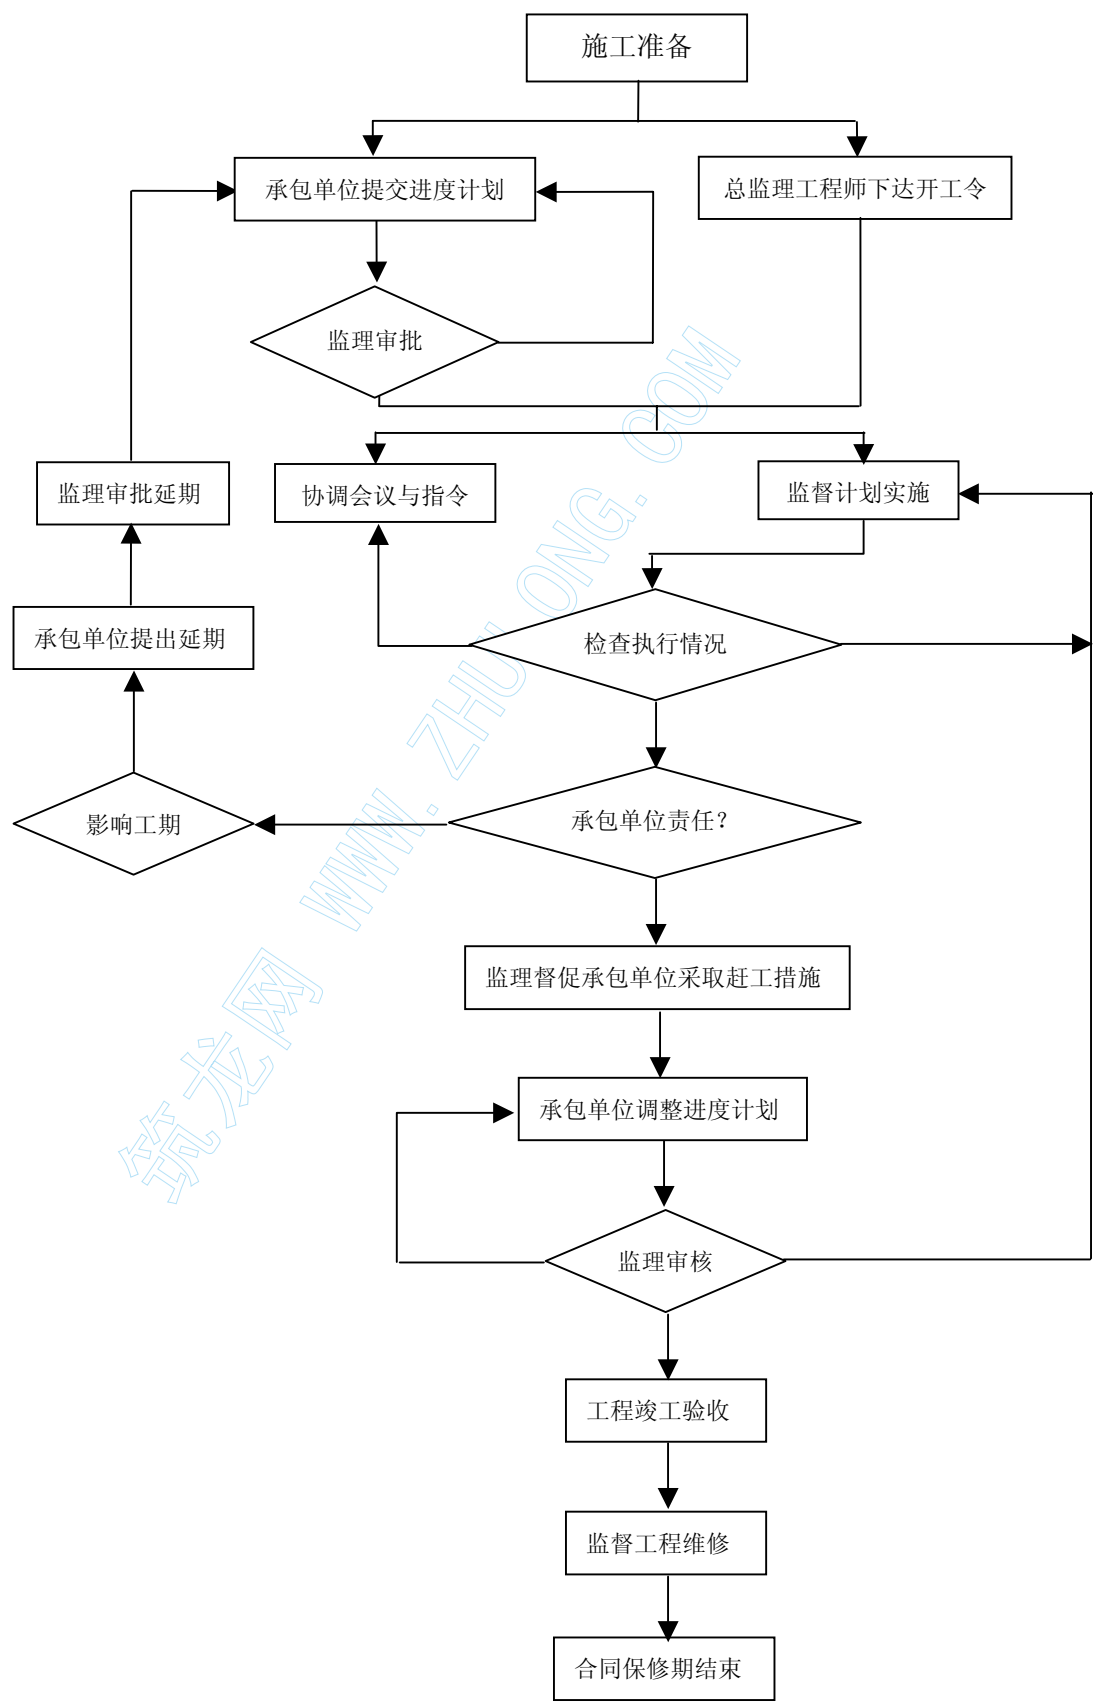 施工准备
承包单位提交进度计划
总监理工程师下达开工令
监理审批
监理审批延期
协调会议与指令
监督计划实施
承包单位提出延期
检查执行情况
影响工期
承包单位责任？
监理督促承包单位采取赶工措施
承包单位调整进度计划
监理审核
工程竣工验收
监督工程维修
合同保修期结束
筑龙网 WWW.ZHULONG.COM